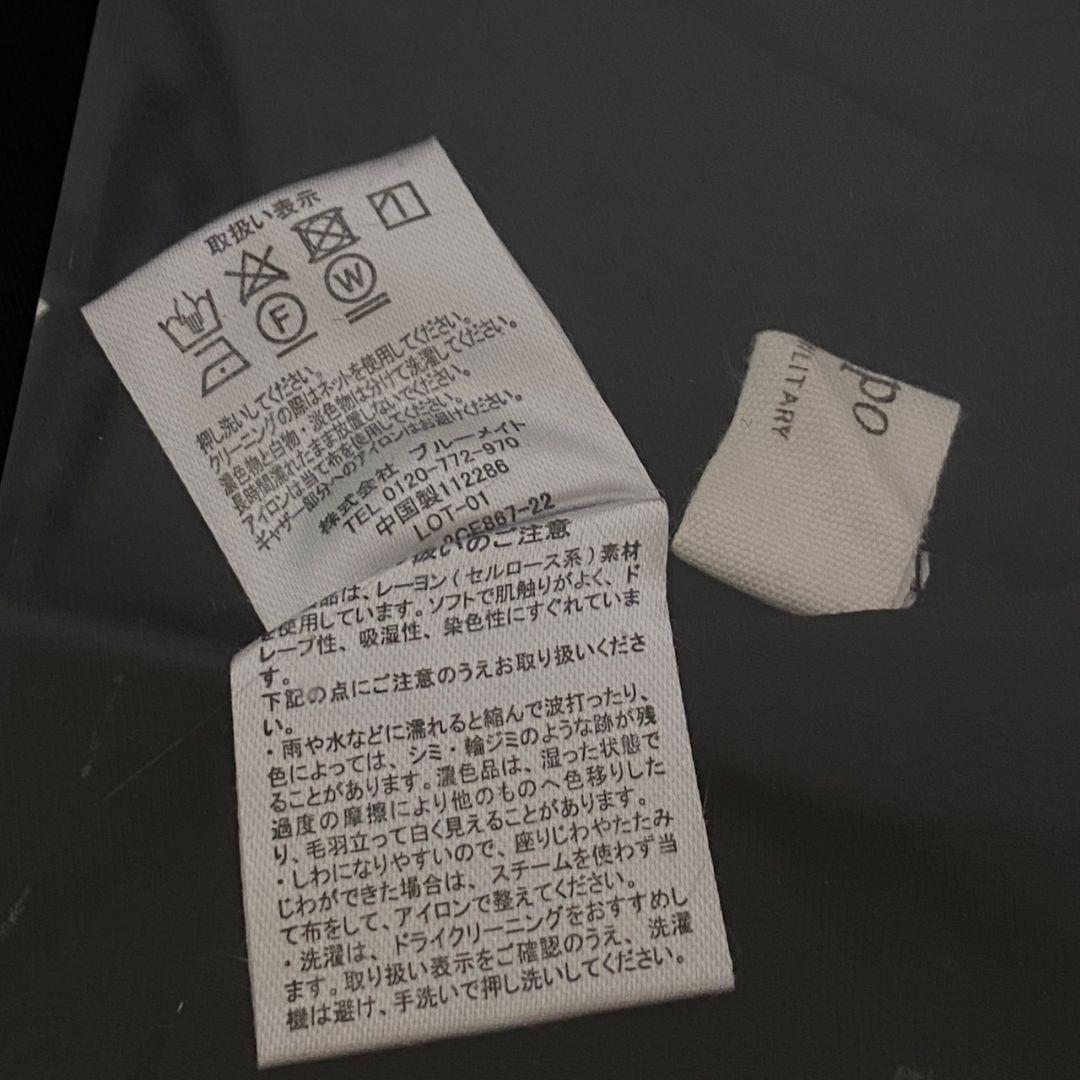 取扱い表示
F
W
押し洗いしてください。
クリーニングの際はネットを使用してください。
濃色物と白物・淡色物は分けて洗濯してください。
長時間濡れたまま放置しないでください。
アイロンは当て布を使用してください。
ギャザー部分へのアイロンはお避けください。
株式会社 ブルーメイト
TEL 0120-772-970
中国製112286
LOT-01
E867-22
扱いのご注意
品は、レーヨン(セルロース系)素材
を使用しています。ソフトで肌触りがよく、ド
レープ性、吸湿性、染色性にすぐれていま
す。
下記の点にご注意のうえお取り扱いくださ
い。
・雨や水などに濡れると縮んで波打ったり、
色によっては、シミ・輪ジミのような跡が残
ることがあります。濃色品は、湿った状態で
過度の摩擦により他のものへ色移りした
り、毛羽立って白く見えることがあります。
・しわになりやすいので、座りじわやたたみ
じわができた場合は、スチームを使わず当
て布をして、アイロンで整えてください。
・洗濯は、ドライクリーニングをおすすめし
ます。取り扱い表示をご確認のうえ、洗濯
機は避け、手洗いで押し洗いしてください。
po
LITARY